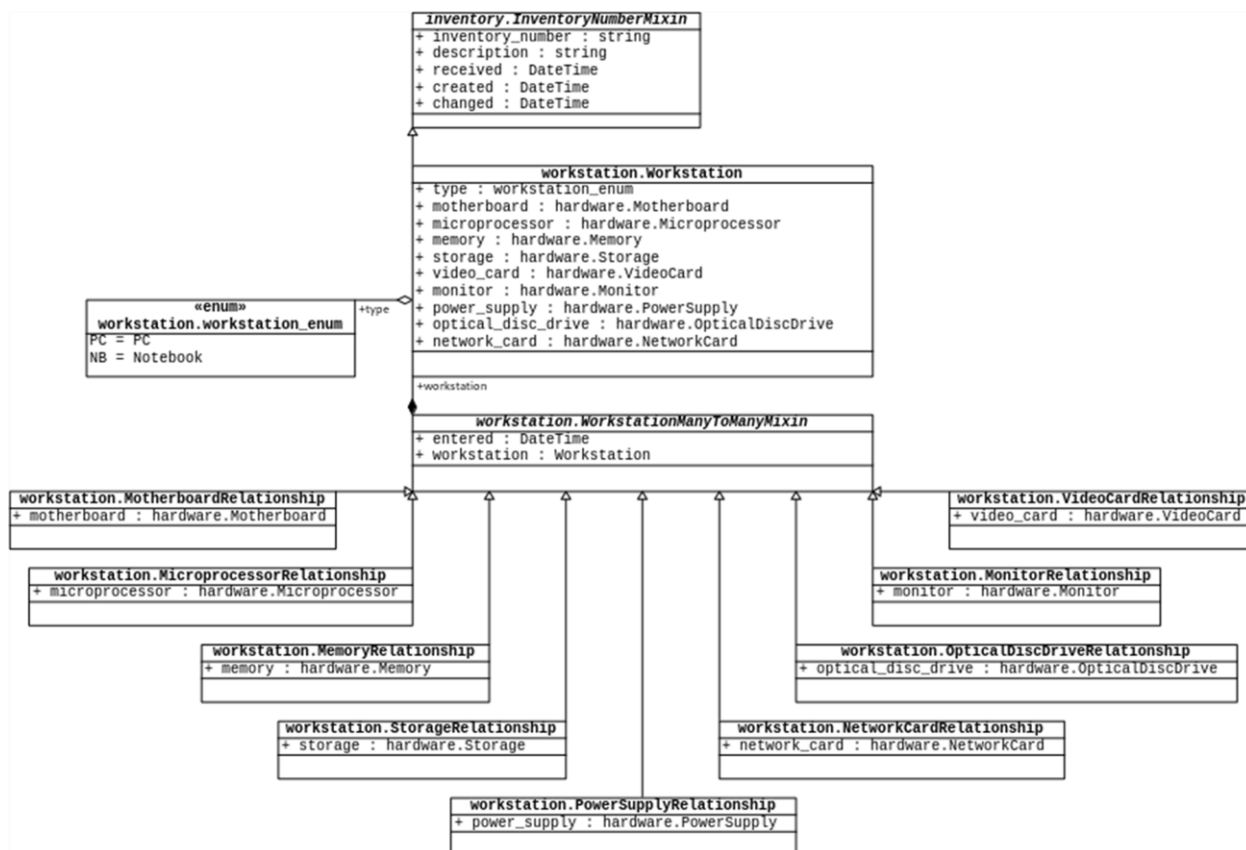 inventory.InventoryNumberMixin
+ inventory_number : string
+ description : string
+ received : DateTime
+ created : DateTime
+ changed : DateTime
workstation.Workstation
+ type : workstation_enum
+ motherboard : hardware.Motherboard
+ microprocessor : hardware.Microprocessor
+ memory : hardware.Memory
+ storage : hardware.Storage
+ video_card : hardware.VideoCard
+ monitor : hardware.Monitor
+ power_supply : hardware.PowerSupply
+ optical_disc_drive : hardware.OpticalDiscDrive
+ network_card : hardware.NetworkCard
«enum»
workstation.workstation_enum
PC = PC
NB = Notebook
+type
+workstation
workstation.WorkstationManyToManyMixin
+ entered : DateTime
+ workstation : Workstation
workstation.MotherboardRelationship
+ motherboard : hardware.Motherboard
workstation.VideoCardRelationship
+ video_card : hardware.VideoCard
workstation.MicroprocessorRelationship
+ microprocessor : hardware.Microprocessor
workstation.MonitorRelationship
+ monitor : hardware.Monitor
workstation.MemoryRelationship
+ memory : hardware.Memory
workstation.OpticalDiscDriveRelationship
+ optical_disc_drive : hardware.OpticalDiscDrive
workstation.StorageRelationship
+ storage : hardware.Storage
workstation.NetworkCardRelationship
+ network_card : hardware.NetworkCard
workstation.PowerSupplyRelationship
+ power_supply : hardware.PowerSupply